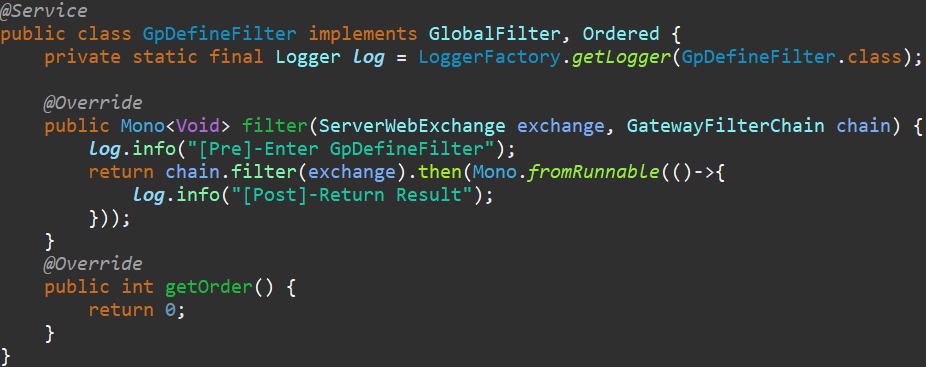 @Service
public class GpDefineFilter implements GlobalFilter, Ordered {
    private static final Logger log = LoggerFactory.getLogger(GpDefineFilter.class);

    @Override
    public Mono<Void> filter(ServerWebExchange exchange, GatewayFilterChain chain) {
        log.info("[Pre]-Enter GpDefineFilter");
        return chain.filter(exchange).then(Mono.fromRunnable(()->{
            log.info("[Post]-Return Result");
        }));
    }
    @Override
    public int getOrder() {
        return 0;
    }
}